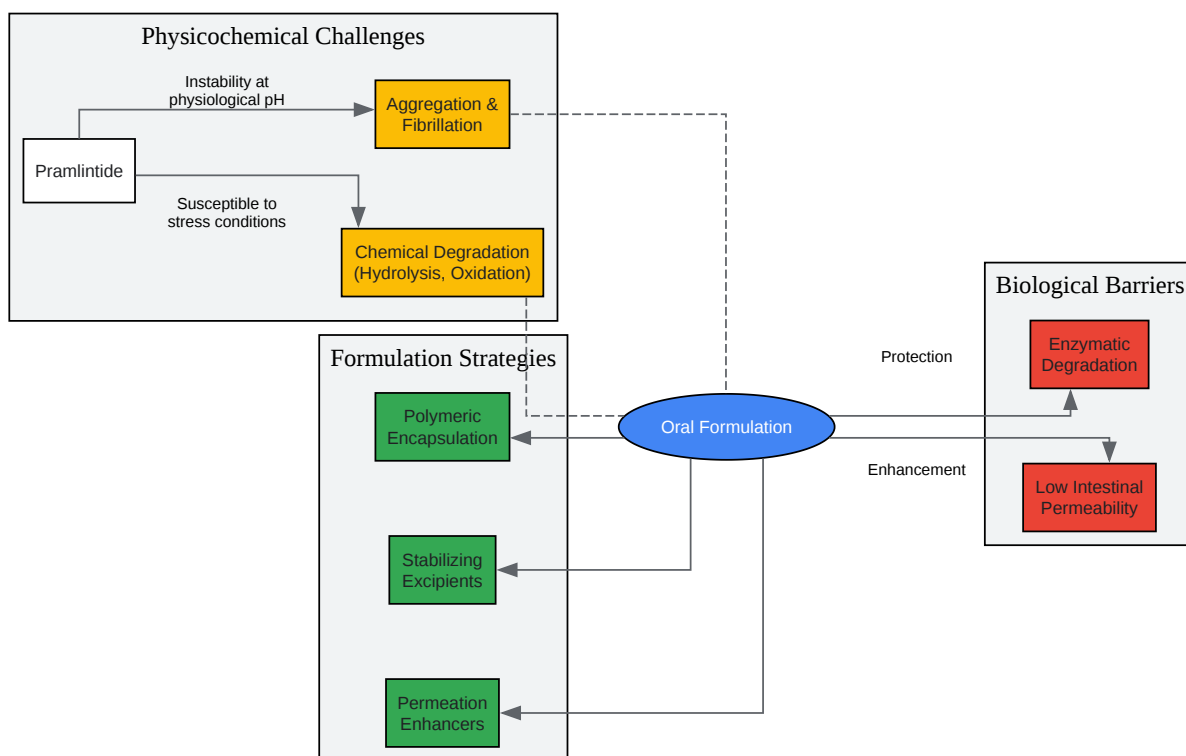 Physicochemical Challenges
Instability at
physiological pH
Aggregation &
Fibrillation
Pramlintide
Susceptible to
stress conditions
Chemical Degradation
(Hydrolysis, Oxidation)
Biological Barriers
Enzymatic
Degradation
Protection
Formulation Strategies
Polymeric
Encapsulation
Oral Formulation
Enhancement
Low Intestinal
Permeability
Stabilizing
Excipients
Permeation
Enhancers